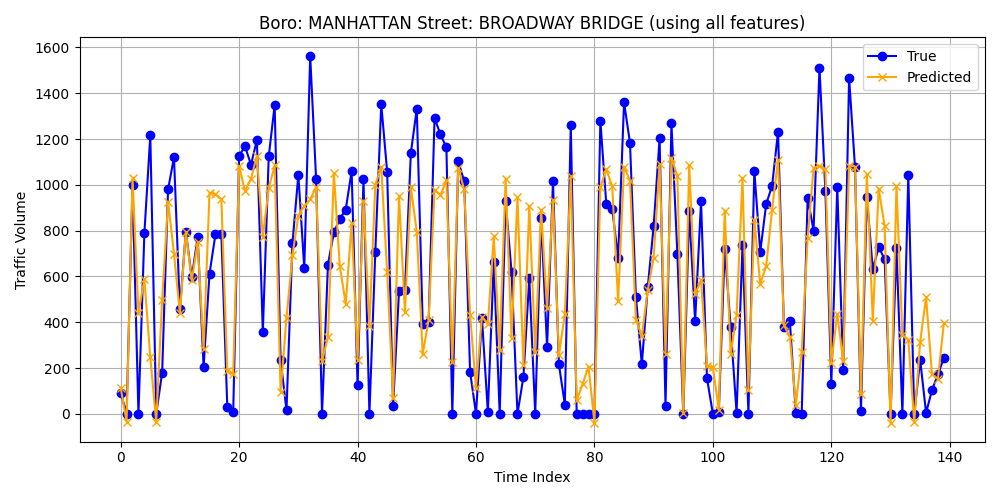 Boro: MANHATTAN Street: BROADWAY BRIDGE (using all features)
True
Predicted
Traffic Volume
1600
1400
1200
1000
800
600
400
200
0
0 20 40 60 80 100 120 140
Time Index